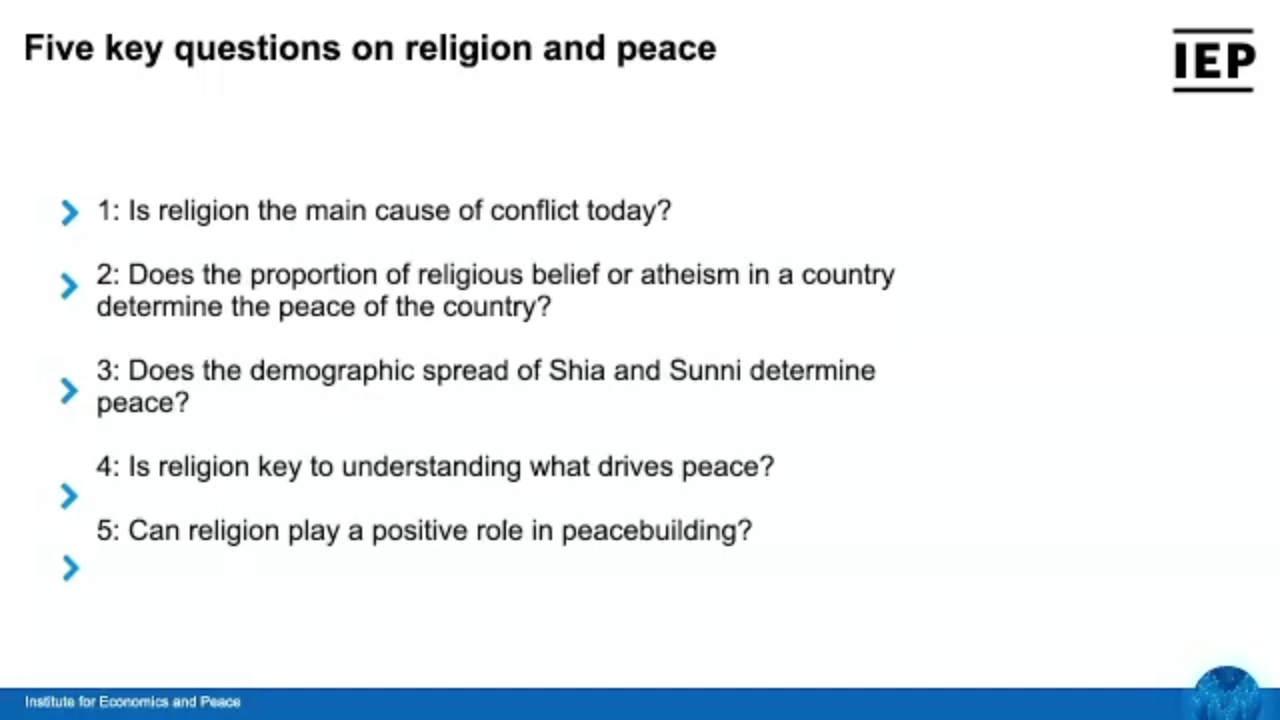 Five key questions on religion and peace
IEP
1: Is religion the main cause of conflict today?
2: Does the proportion of religious belief or atheism in a country
determine the peace of the country?
3: Does the demographic spread of Shia and Sunni determine
peace?
4: Is religion key to understanding what drives peace?
5: Can religion play a positive role in peacebuilding?
Institute for Economics and Peace